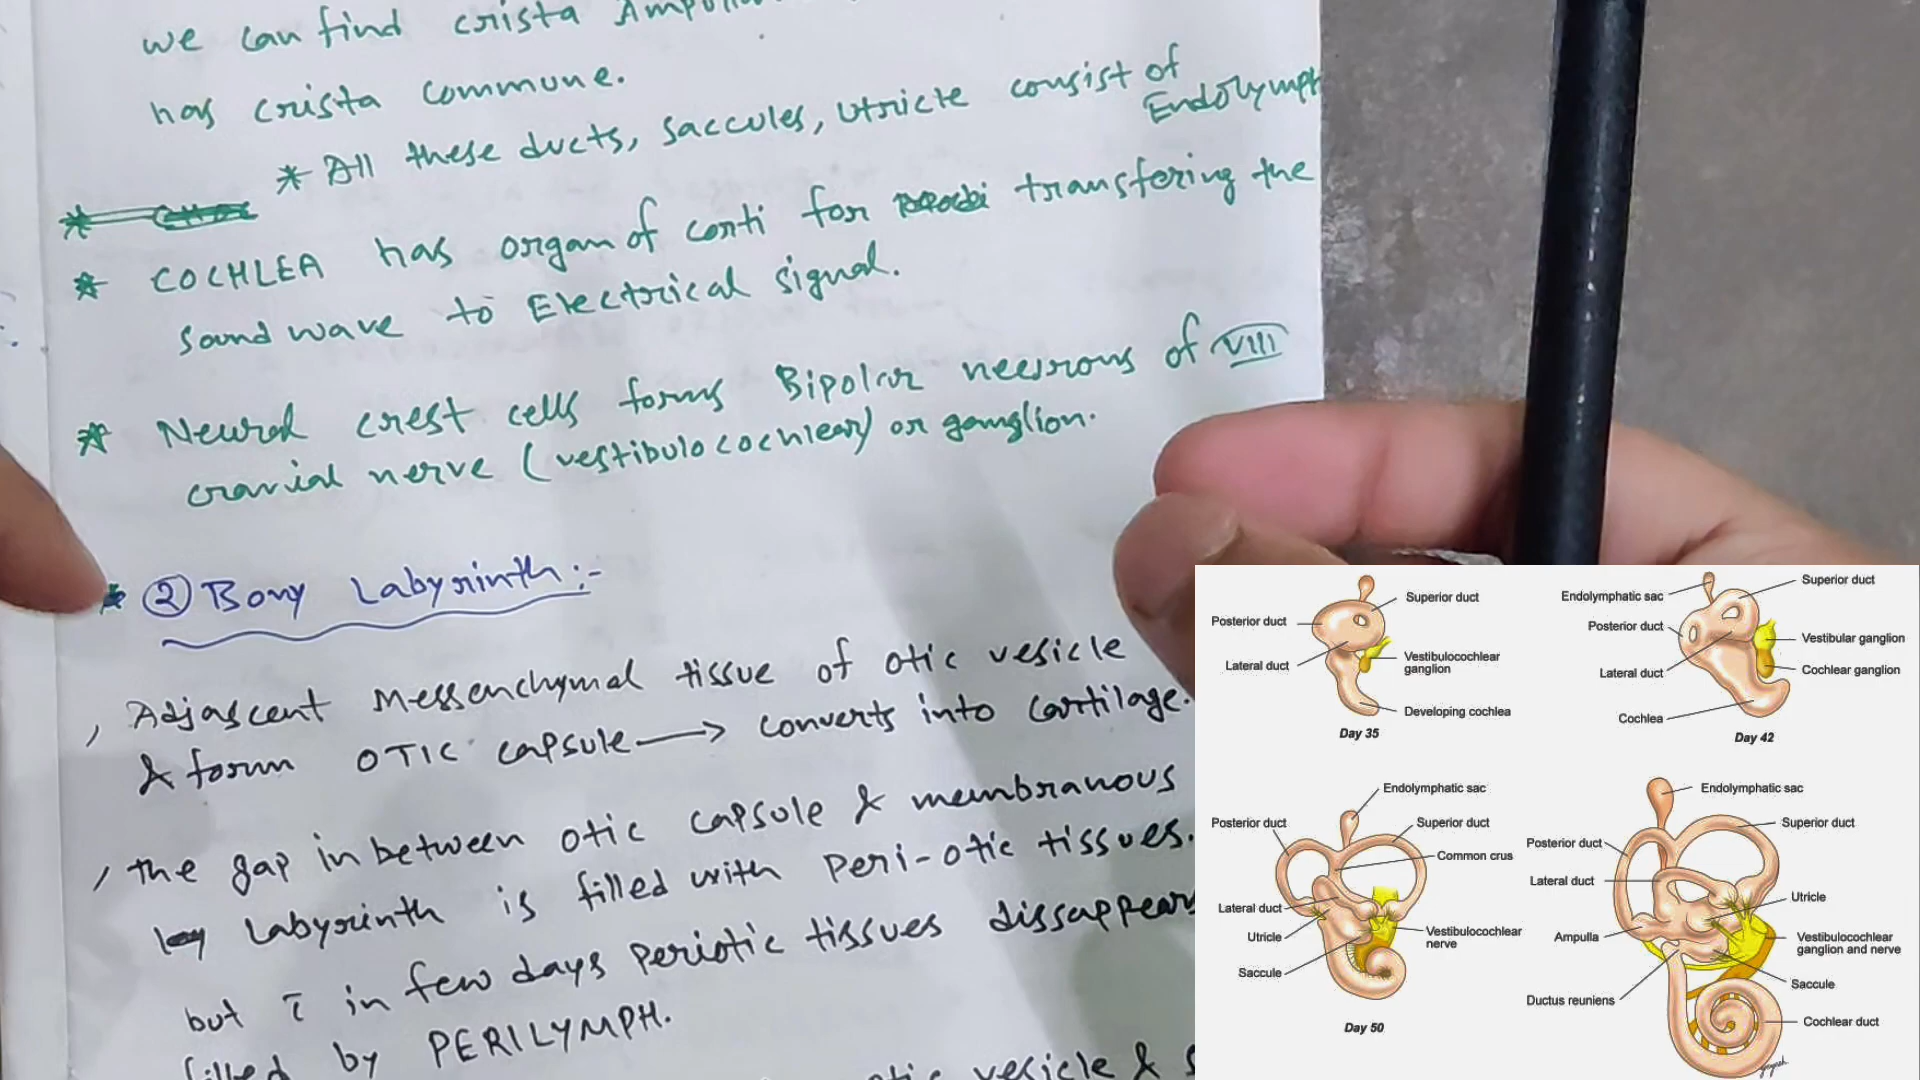 we can find crista
has crista commune.
* All these ducts, saccules, utricle consist of
Endolymph
* COCHLEA has organ of corti for transfering the
sound wave to Electrical signal.
* Neural crest cells forms Bipolar neurons of VIII
cranial nerve (vestibulocochlear) or ganglion.
* ② Bony Labyrinth:-
, Adjascent Messenchymal tissue of otic vesicle
& form OTIC capsule → converts into cartilage.
, the gap inbetween otic capsule & membranous
labyrinth is filled with peri-otic tissues.
but in few days periotic tissues dissappears
filled by PERILYMPH.
otic vesicle &
Superior duct
Posterior duct
Lateral duct
Vestibulocochlear
ganglion
Developing cochlea
Day 35
Superior duct
Endolymphatic sac
Posterior duct
Vestibular ganglion
Lateral duct
Cochlear ganglion
Cochlea
Day 42
Endolymphatic sac
Posterior duct
Superior duct
Common crus
Lateral duct
Utricle
Vestibulocochlear
nerve
Saccule
Day 50
Endolymphatic sac
Superior duct
Posterior duct
Lateral duct
Utricle
Ampulla
Vestibulocochlear
ganglion and nerve
Saccule
Ductus reuniens
Cochlear duct